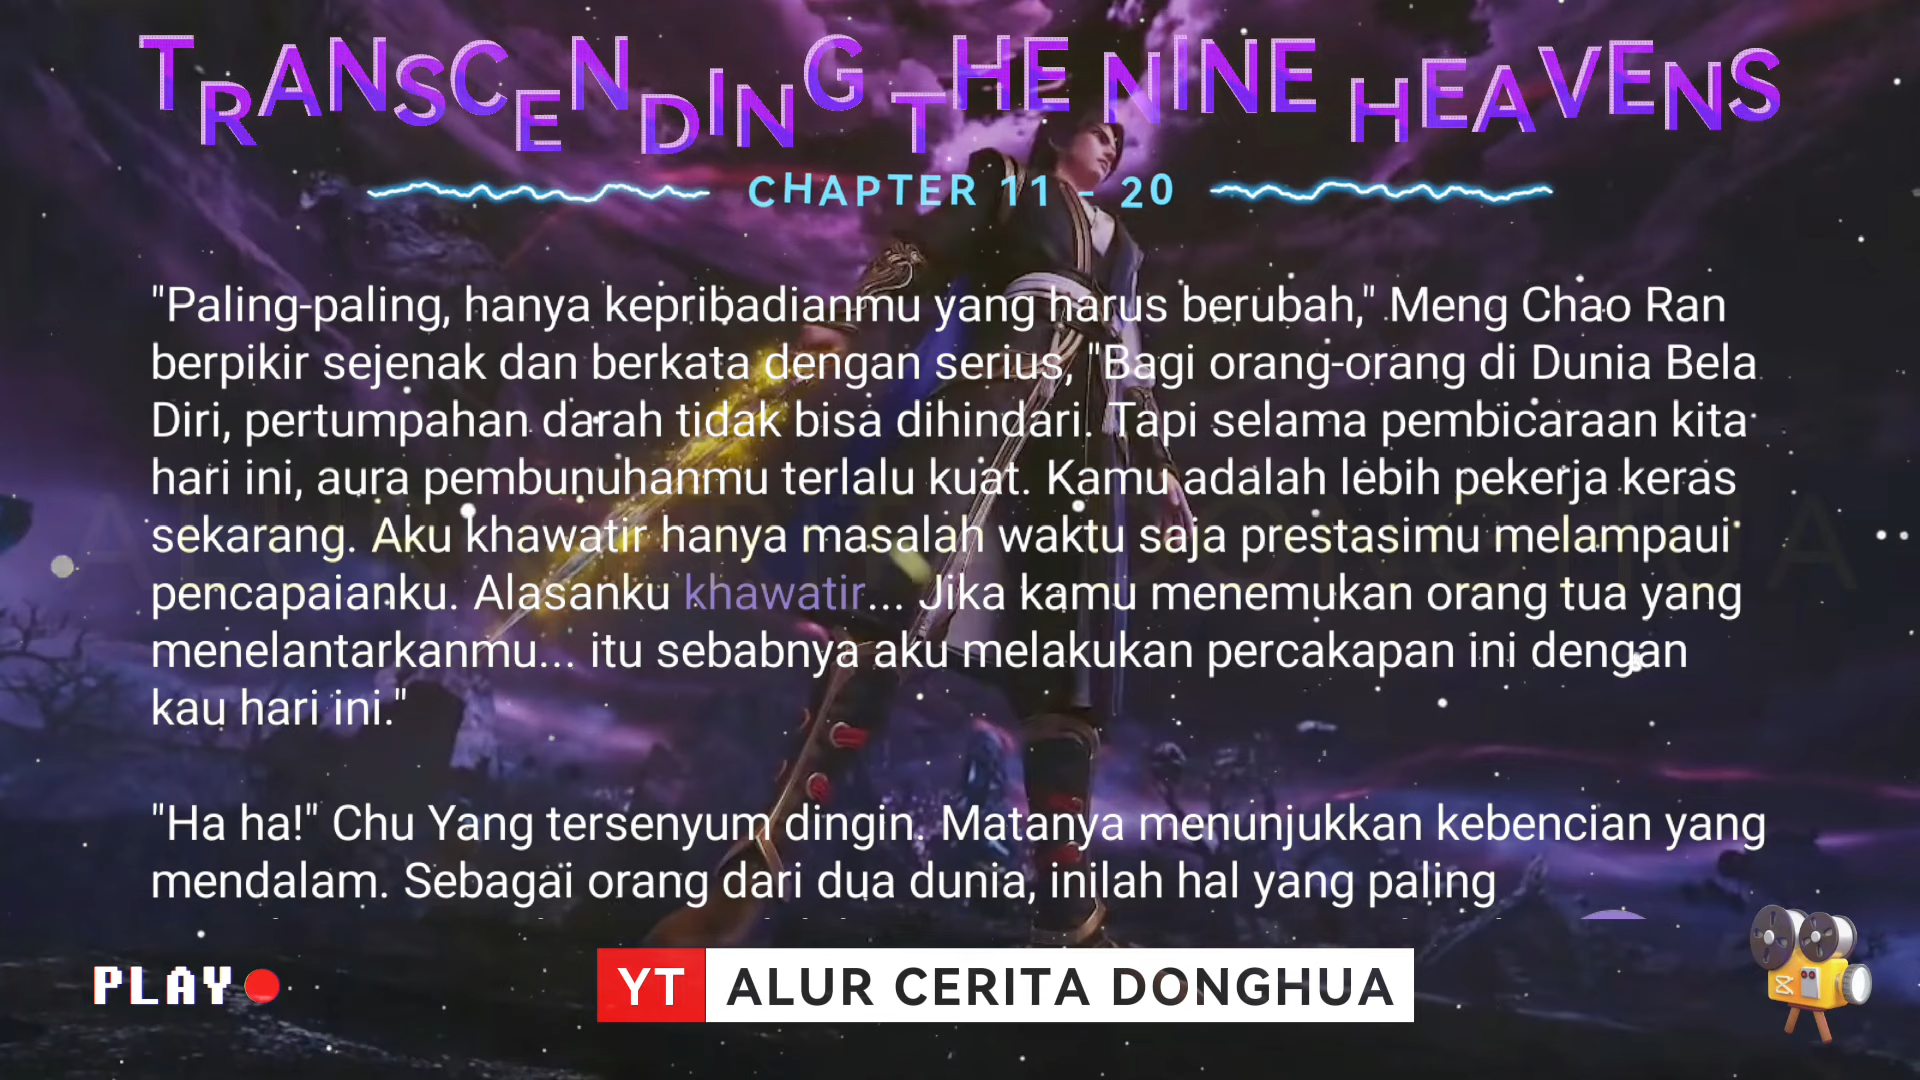 TRANSCENDING THE NINE HEAVENS
CHAPTER 11 - 20
"Paling-paling, hanya kepribadianmu yang harus berubah," Meng Chao Ran
berpikir sejenak dan berkata dengan serius, "Bagi orang-orang di Dunia Bela
Diri, pertumpahan darah tidak bisa dihindari. Tapi selama pembicaraan kita
hari ini, aura pembunuhanmu terlalu kuat. Kamu adalah lebih pekerja keras
sekarang. Aku khawatir hanya masalah waktu saja prestasimu melampaui
pencapaianku. Alasanku khawatir... Jika kamu menemukan orang tua yang
menelantarkanmu... itu sebabnya aku melakukan percakapan ini dengan
kau hari ini."
"Ha ha!" Chu Yang tersenyum dingin. Matanya menunjukkan kebencian yang
mendalam. Sebagai orang dari dua dunia, inilah hal yang paling
PLAY
YT ALUR CERITA DONGHUA